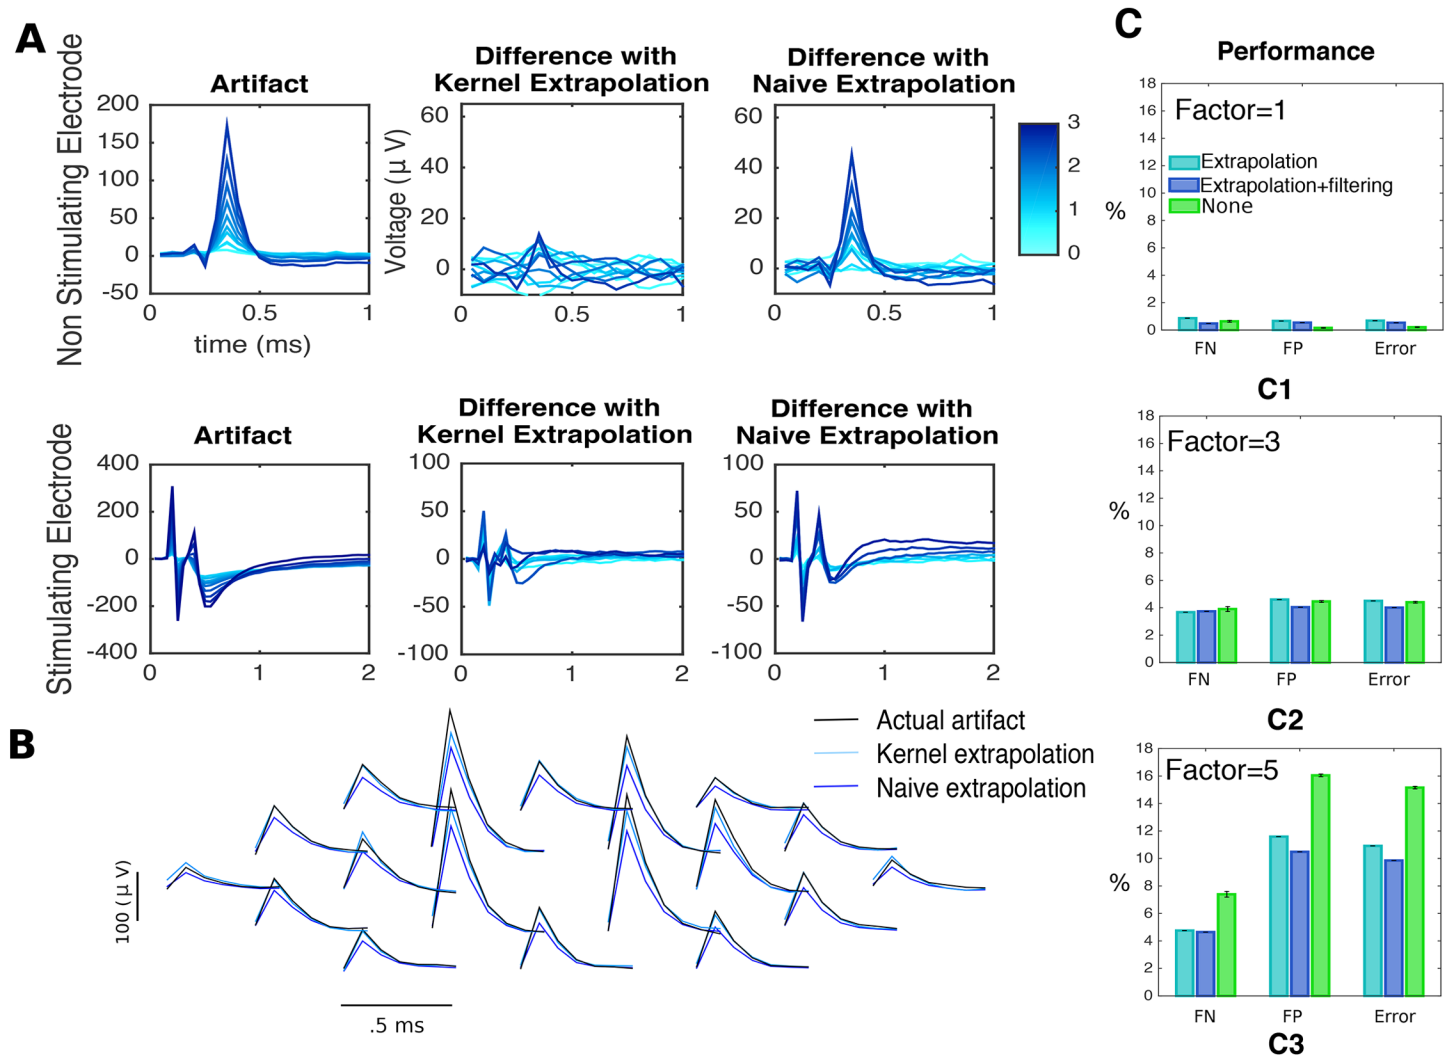 A
Non Stimulating Electrode
Artifact
200
150
100
50
0
-50
0
0.5
1
time (ms)
Difference with
Kernel Extrapolation
Voltage (μ V)
60
40
20
0
0
0.5
1
Difference with
Naive Extrapolation
60
40
20
0
0
0.5
1
3
2
1
0
Stimulating Electrode
Artifact
400
200
0
-200
-400
0
1
2
Difference with
Kernel Extrapolation
100
50
0
-50
-100
0
1
2
Difference with
Naive Extrapolation
100
50
0
-50
-100
0
1
2
B
Actual artifact
Kernel extrapolation
Naive extrapolation
100 (μ V)
.5 ms
C
Performance
Factor=1
Extrapolation
Extrapolation+filtering
None
%
18
16
14
12
10
8
6
4
2
0
FN
FP
Error
C1
Factor=3
%
18
16
14
12
10
8
6
4
2
0
FN
FP
Error
C2
Factor=5
%
18
16
14
12
10
8
6
4
2
0
FN
FP
Error
C3